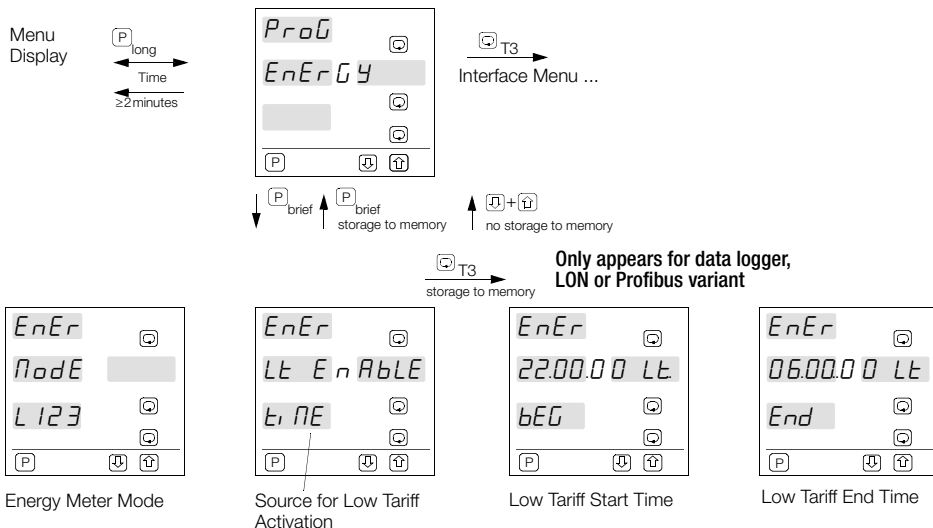 Menu
Display
P long
Time
≥2minutes
ProG
EnErGY
P
T3
Interface Menu ...
P brief
P brief
storage to memory
⇩+⇧
no storage to memory
T3
storage to memory
Only appears for data logger,
LON or Profibus variant
EnEr
ModE
L123
P
Energy Meter Mode
EnEr
Lt EnAbLE
tiME
P
Source for Low Tariff
Activation
EnEr
22.00.00 Lt.
bEG
P
Low Tariff Start Time
EnEr
06.00.00 Lt
End
P
Low Tariff End Time